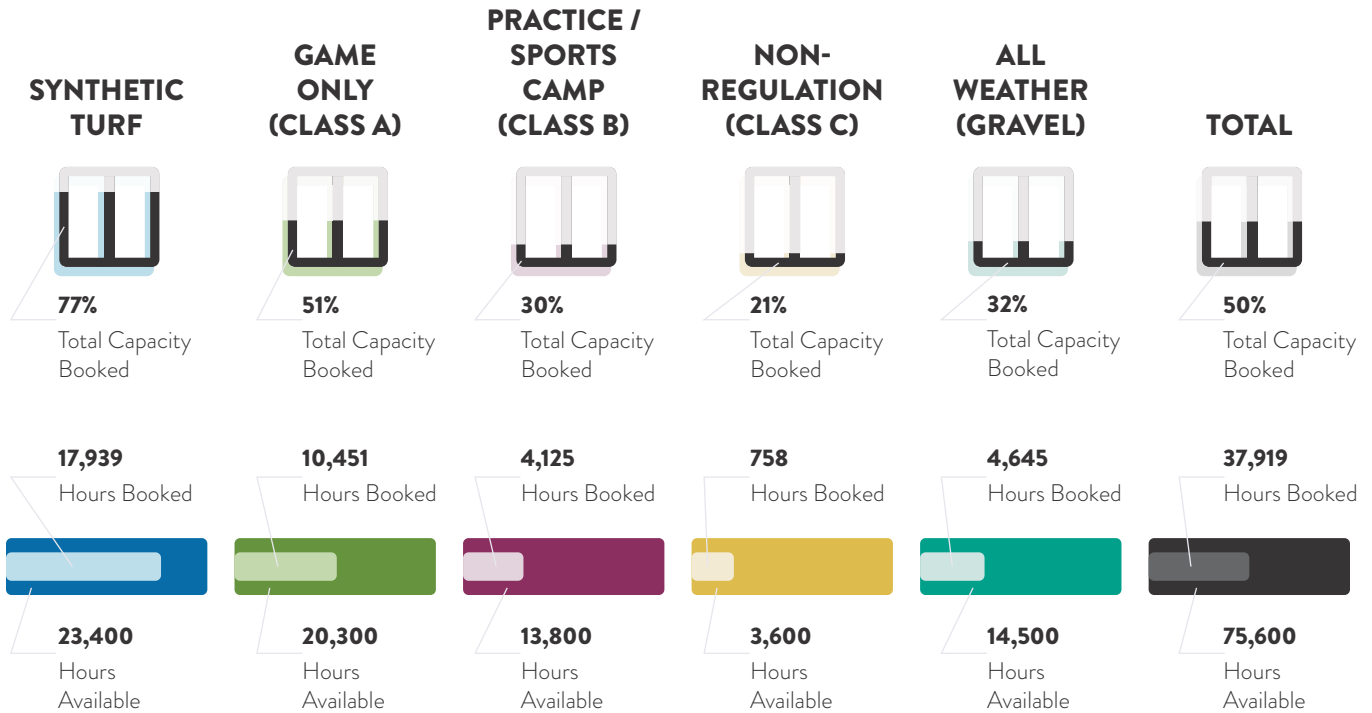 SYNTHETIC
TURF
GAME
ONLY
(CLASS A)
PRACTICE /
SPORTS
CAMP
(CLASS B)
NON-
REGULATION
(CLASS C)
ALL
WEATHER
(GRAVEL)
TOTAL
77%
Total Capacity
Booked
51%
Total Capacity
Booked
30%
Total Capacity
Booked
21%
Total Capacity
Booked
32%
Total Capacity
Booked
50%
Total Capacity
Booked
17,939
Hours Booked
10,451
Hours Booked
4,125
Hours Booked
758
Hours Booked
4,645
Hours Booked
37,919
Hours Booked
23,400
Hours
Available
20,300
Hours
Available
13,800
Hours
Available
3,600
Hours
Available
14,500
Hours
Available
75,600
Hours
Available